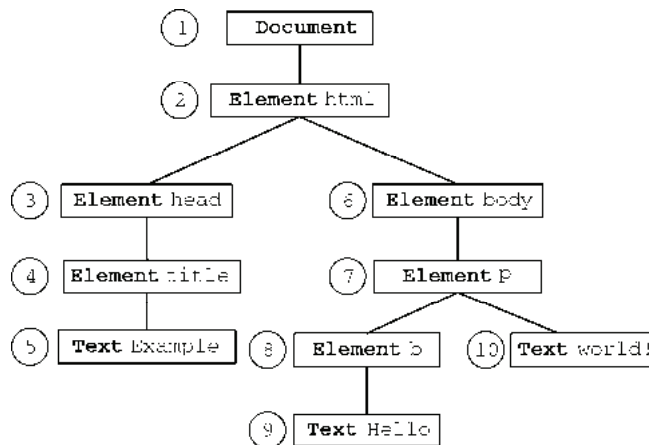 1 Document
2 Element html
3 Element head
6 Element body
4 Element title
7 Element p
5 Text Example
8 Element b
10 Text world!
9 Text Hello